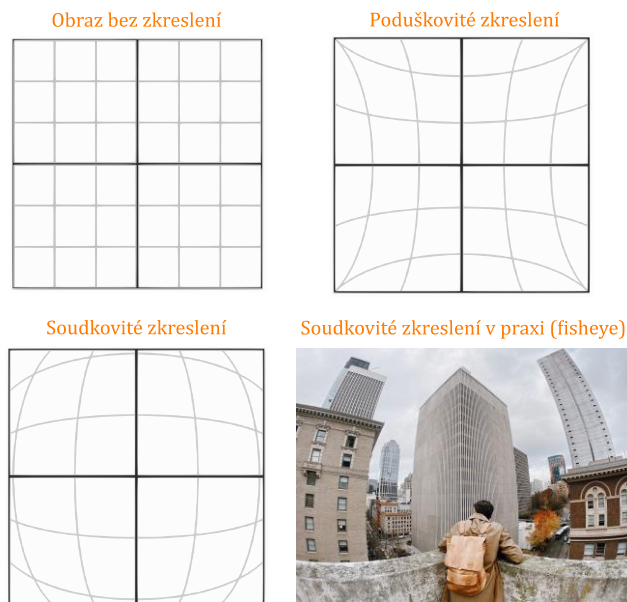 Obraz bez zkreslení
Poduškovité zkreslení
Soudkovité zkreslení
Soudkovité zkreslení v praxi (fisheye)